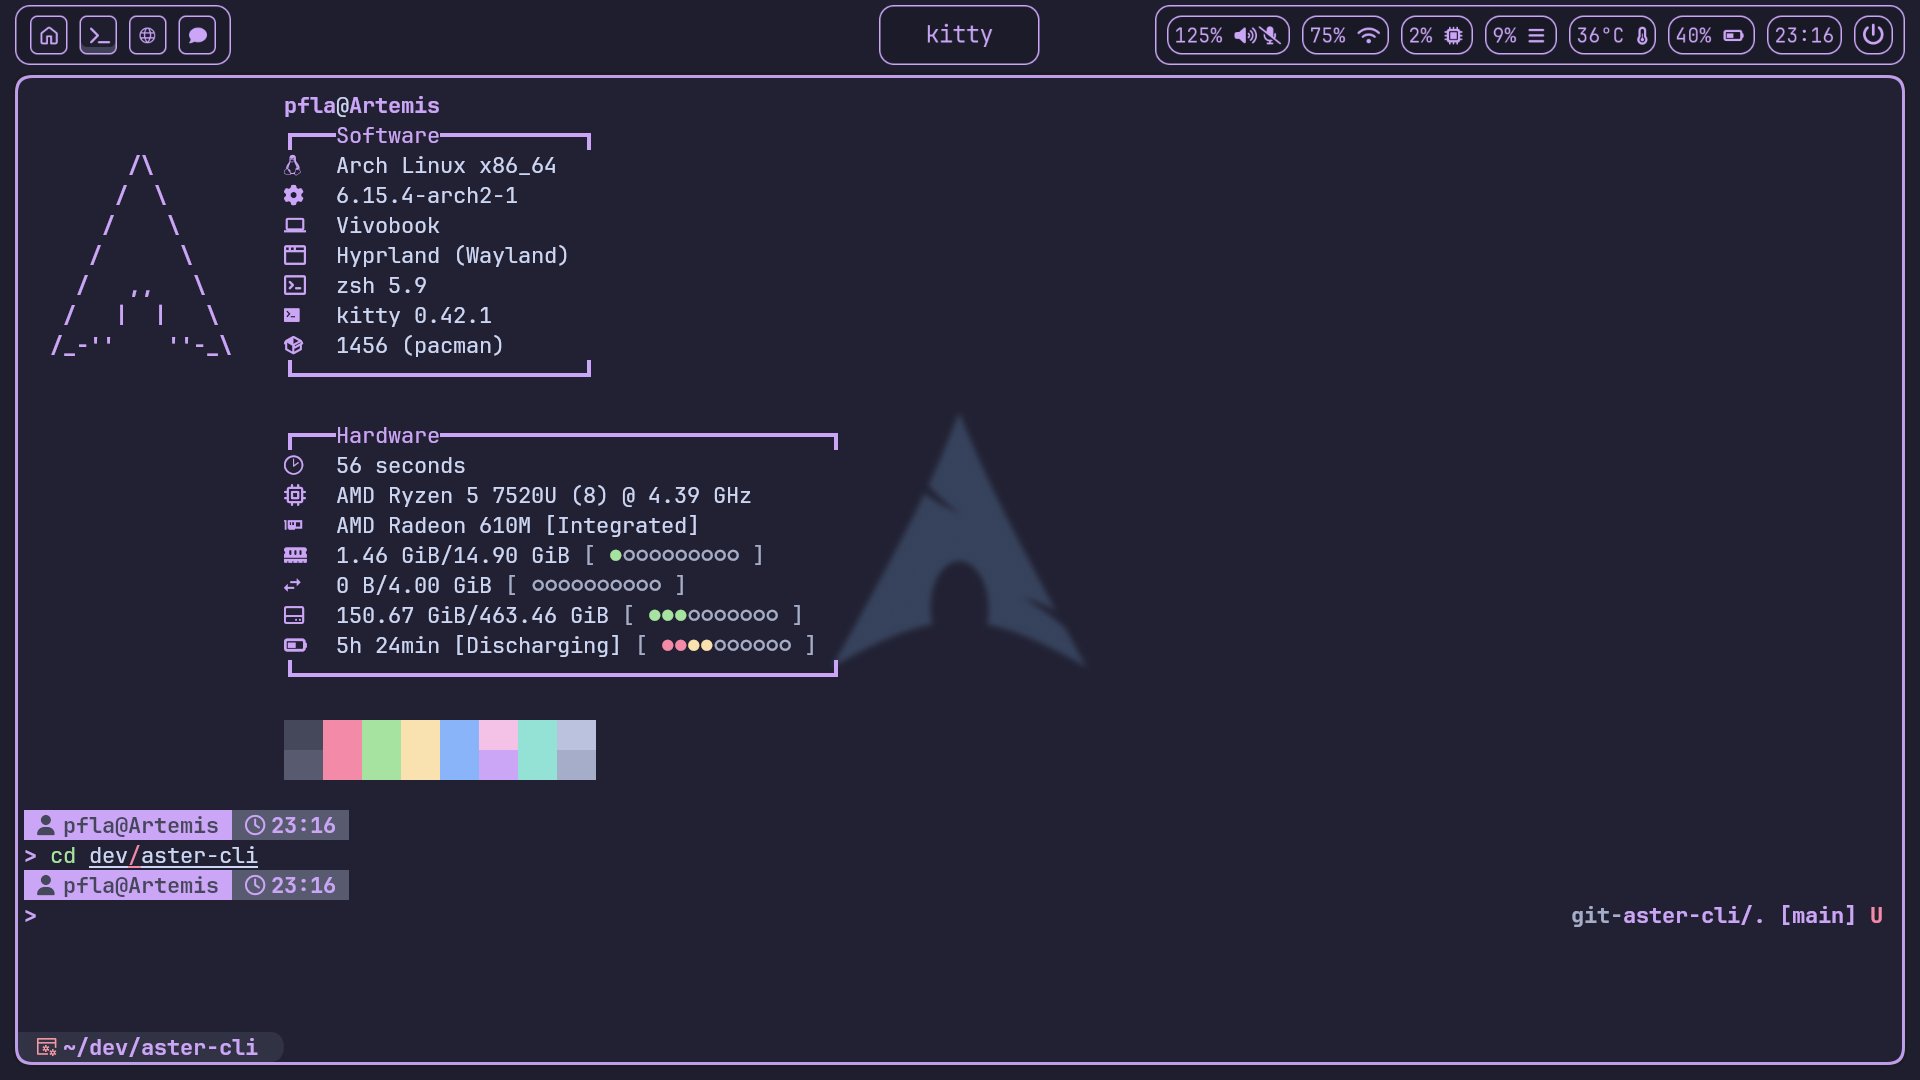 kitty
125% 75% 2% 9% 36°C 40% 23:16
pfla@Artemis
Software
Arch Linux x86_64
6.15.4-arch2-1
Vivobook
Hyprland (Wayland)
zsh 5.9
kitty 0.42.1
1456 (pacman)
Hardware
56 seconds
AMD Ryzen 5 7520U (8) @ 4.39 GHz
AMD Radeon 610M [Integrated]
1.46 GiB/14.90 GiB [ ●○○○○○○○○○ ]
0 B/4.00 GiB [ ○○○○○○○○○○ ]
150.67 GiB/463.46 GiB [ ●●●○○○○○○○ ]
5h 24min [Discharging] [ ●●●●○○○○○○ ]
pfla@Artemis 23:16
> cd dev/aster-cli
pfla@Artemis 23:16
> git-aster-cli/. [main] U
~/dev/aster-cli